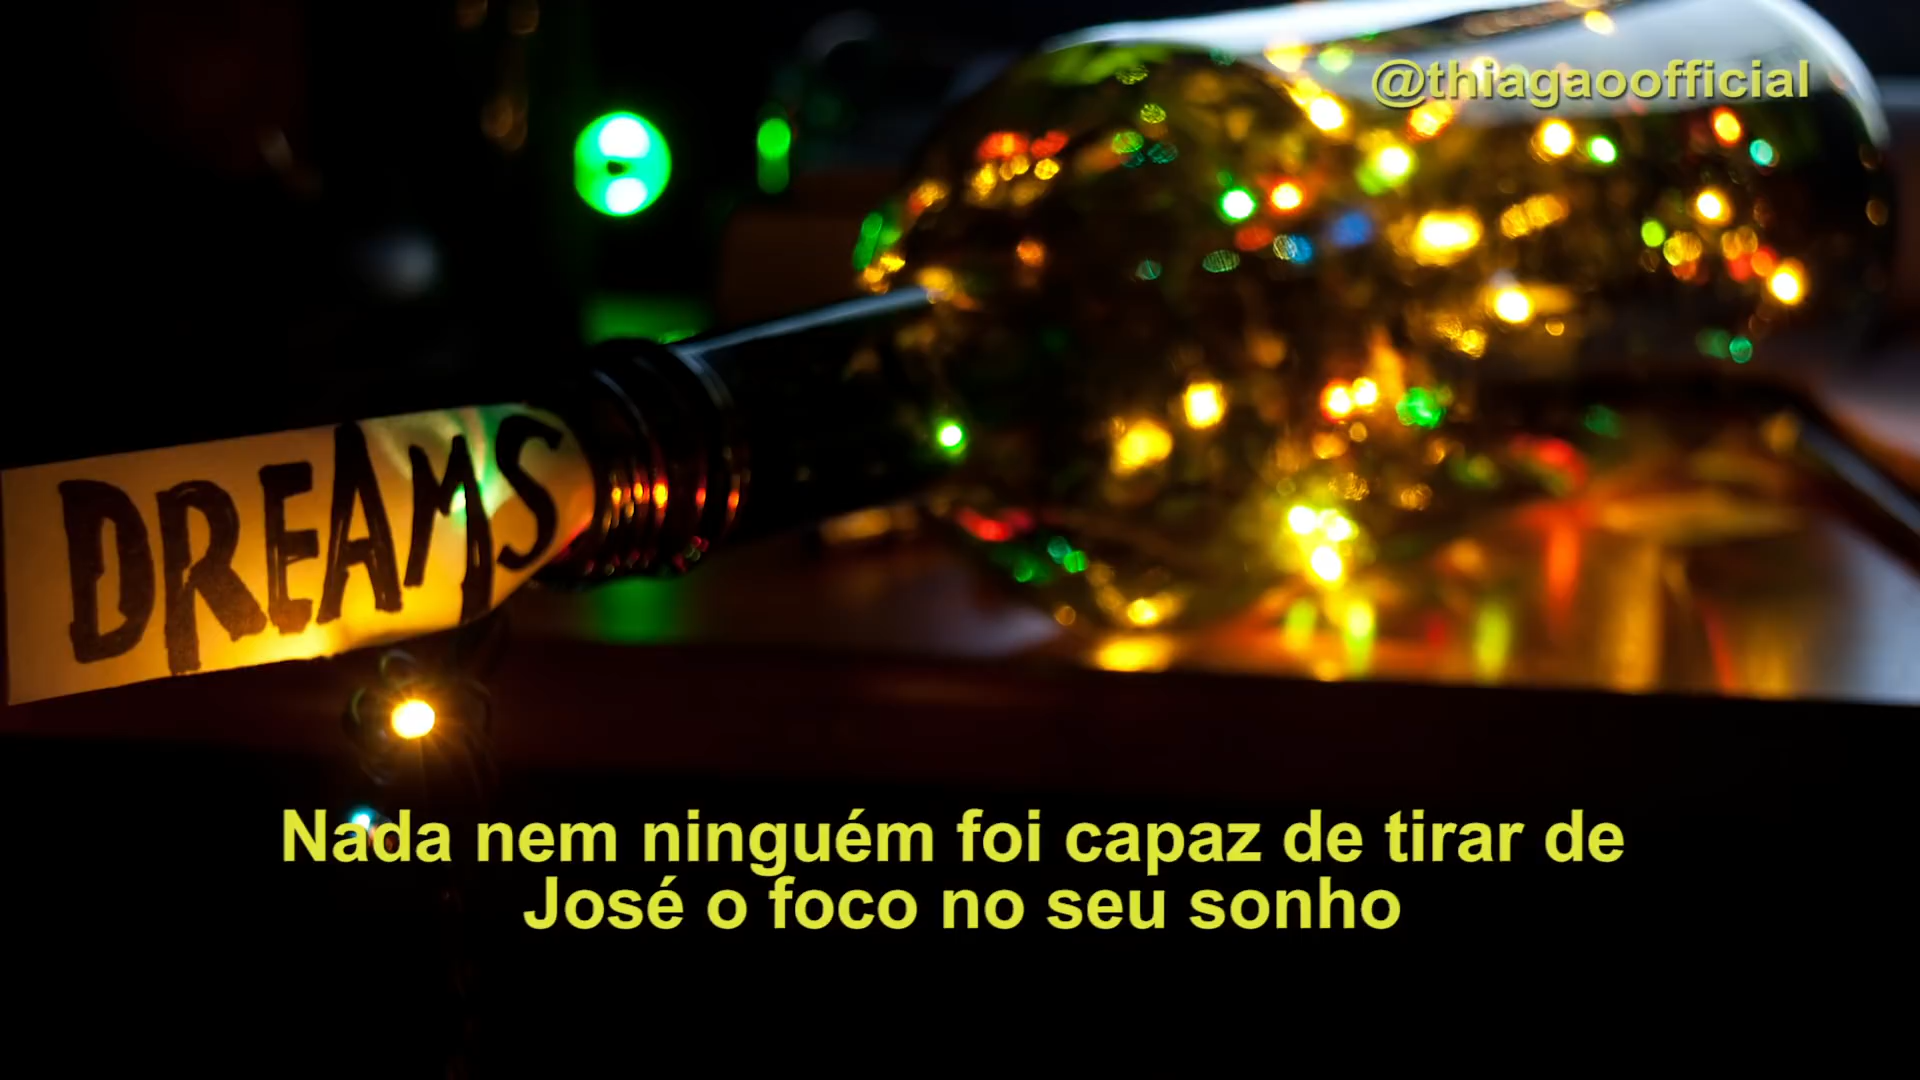 @thiagaoofficial
DREAMS
Nada nem ninguém foi capaz de tirar de
José o foco no seu sonho